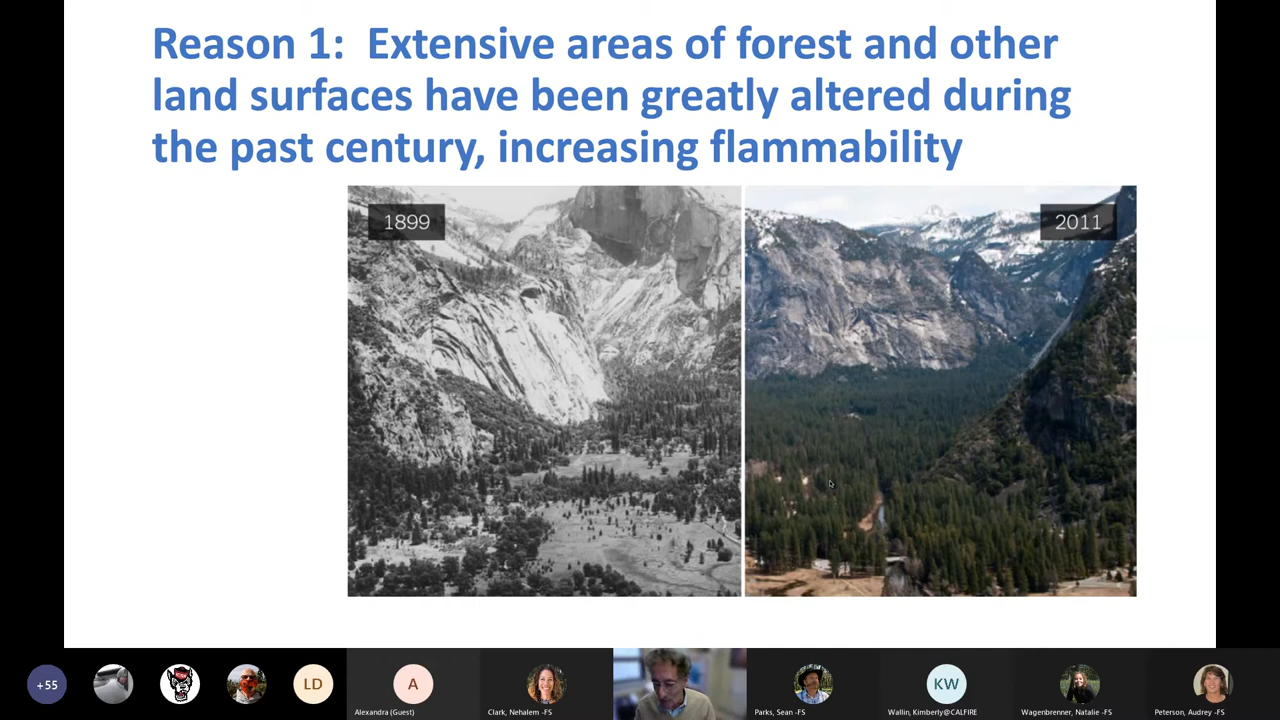 Reason 1:  Extensive areas of forest and other
land surfaces have been greatly altered during
the past century, increasing flammability
1899
2011
+55
LD
A
KW
Alexandra (Guest)
Clark, Nehalem -FS
Parks, Sean -FS
Wallin, Kimberly@CALFIRE
Wagenbrenner, Natalie -FS
Peterson, Audrey -FS